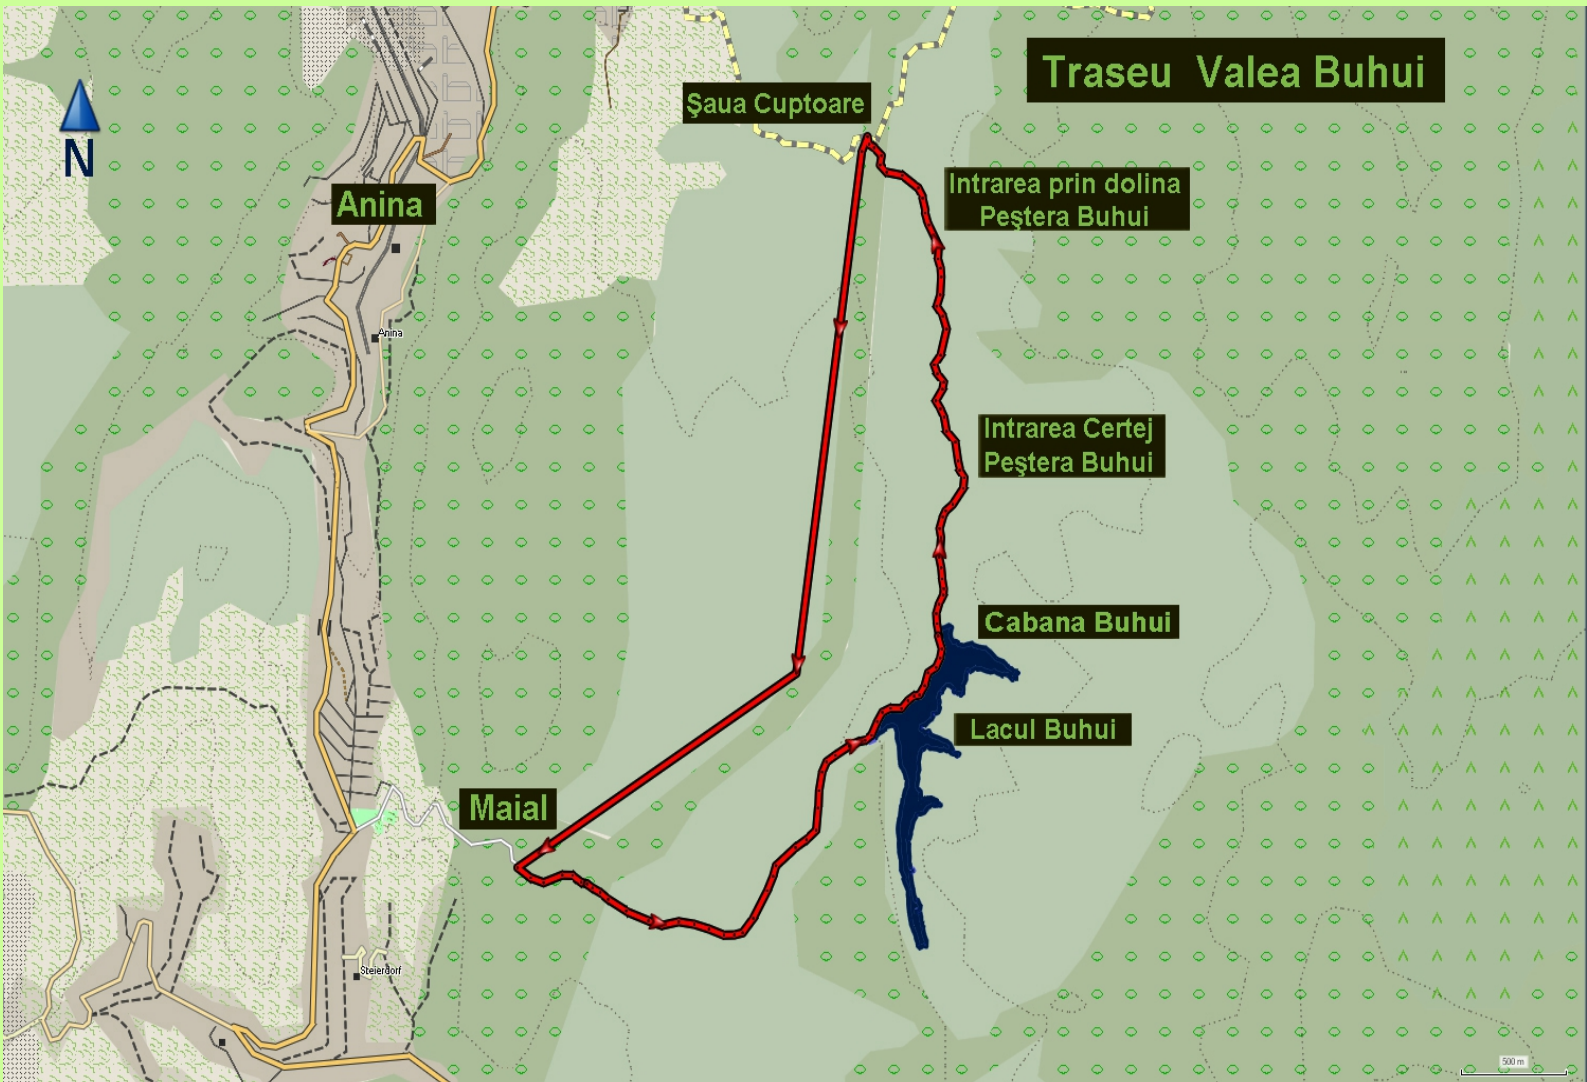 Traseu Valea Buhui
Şaua Cuptoare
N
Intrarea prin dolina
Peştera Buhui
Anina
Anina
Intrarea Certej
Peştera Buhui
Cabana Buhui
Lacul Buhui
Maial
Steierdorf
500 m